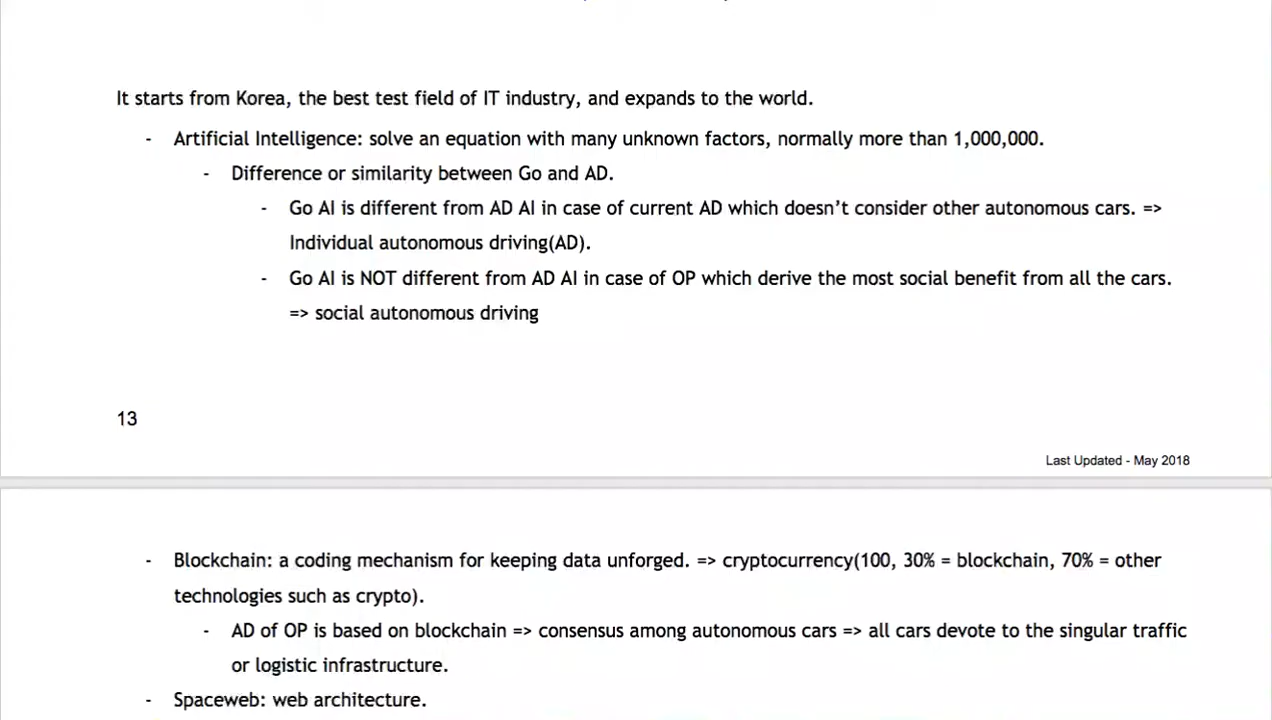 It starts from Korea, the best test field of IT industry, and expands to the world.
- Artificial Intelligence: solve an equation with many unknown factors, normally more than 1,000,000.
- Difference or similarity between Go and AD.
- Go AI is different from AD AI in case of current AD which doesn’t consider other autonomous cars. =>
Individual autonomous driving(AD).
- Go AI is NOT different from AD AI in case of OP which derive the most social benefit from all the cars.
=> social autonomous driving
13
Last Updated - May 2018
- Blockchain: a coding mechanism for keeping data unforged. => cryptocurrency(100, 30% = blockchain, 70% = other
technologies such as crypto).
- AD of OP is based on blockchain => consensus among autonomous cars => all cars devote to the singular traffic
or logistic infrastructure.
- Spaceweb: web architecture.